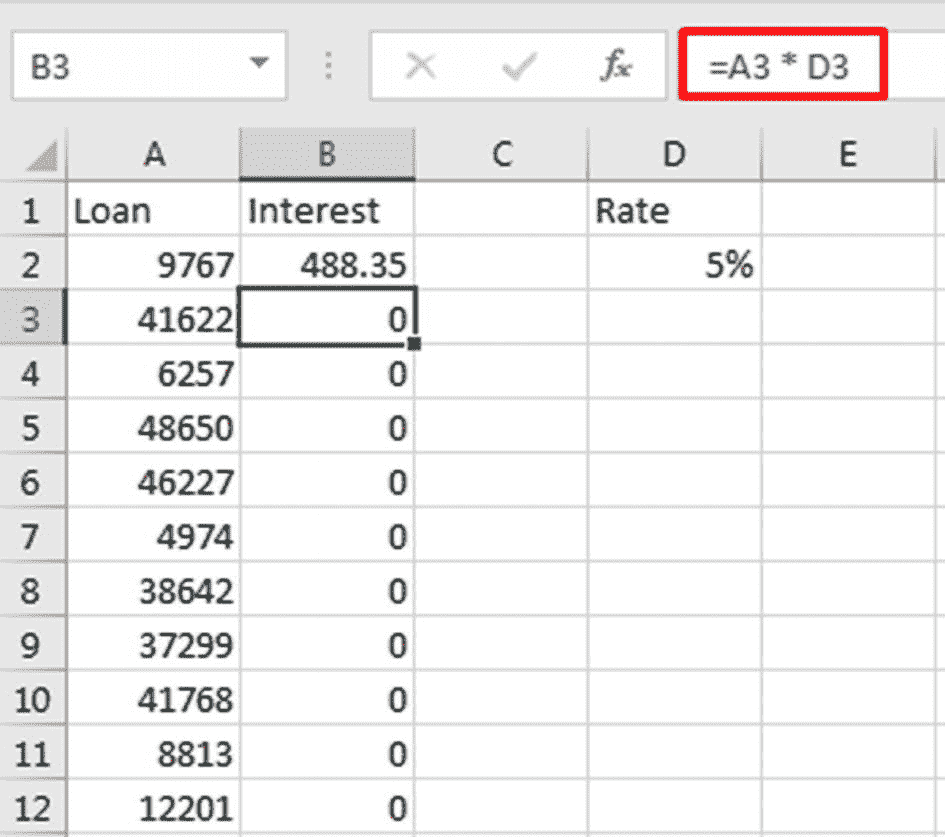 B3 fx =A3 * D3
A B C D E
1 Loan Interest Rate
2 9767 488.35 5%
3 41622 0
4 6257 0
5 48650 0
6 46227 0
7 4974 0
8 38642 0
9 37299 0
10 41768 0
11 8813 0
12 12201 0